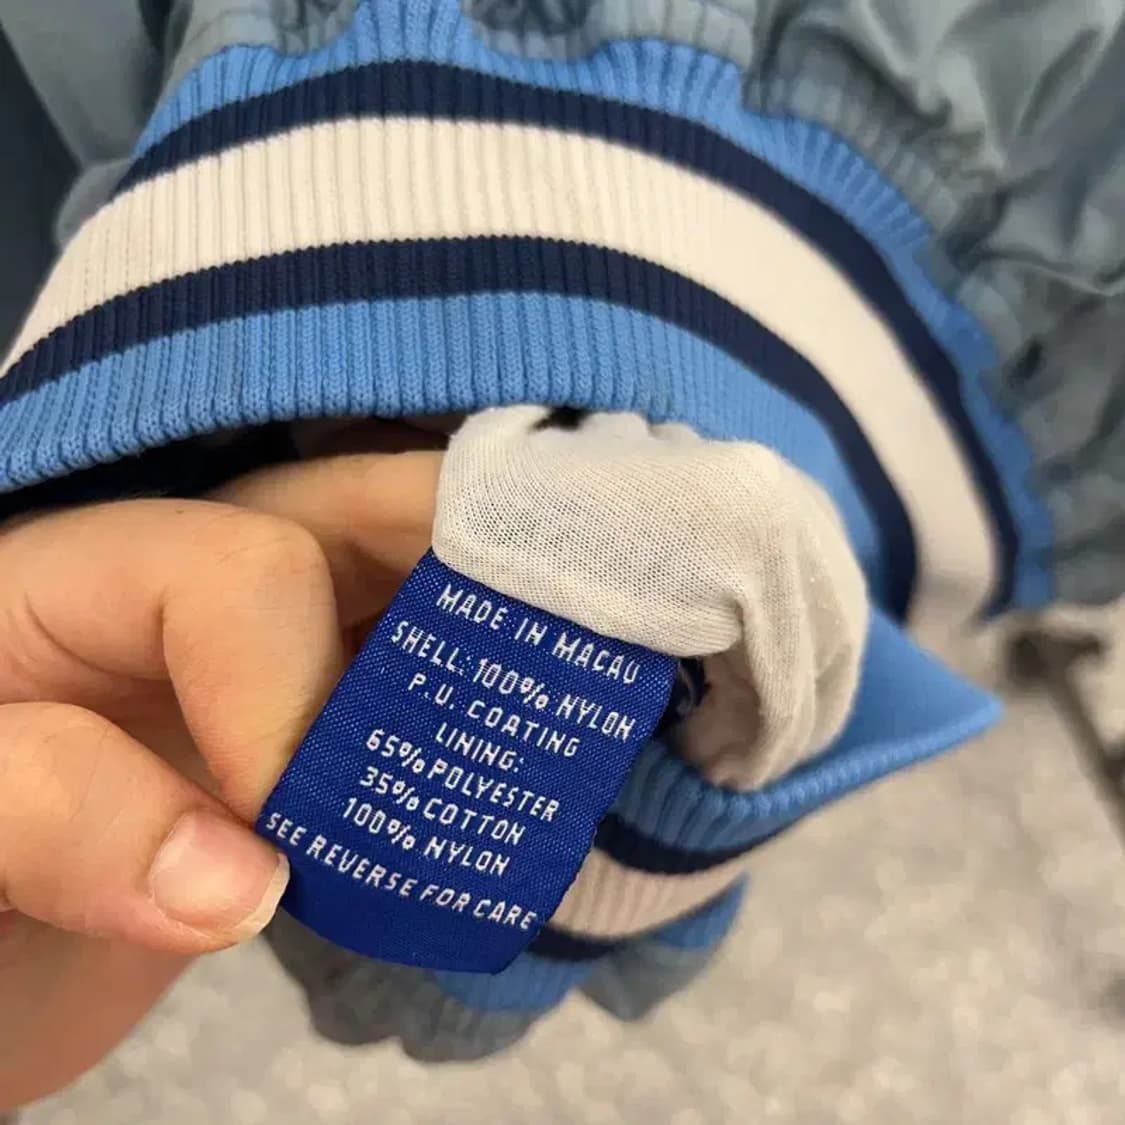 MADE IN MACAU
SHELL: 100% NYLON
P.U. COATING
LINING:
65% POLYESTER
35% COTTON
100% NYLON
SEE REVERSE FOR CARE